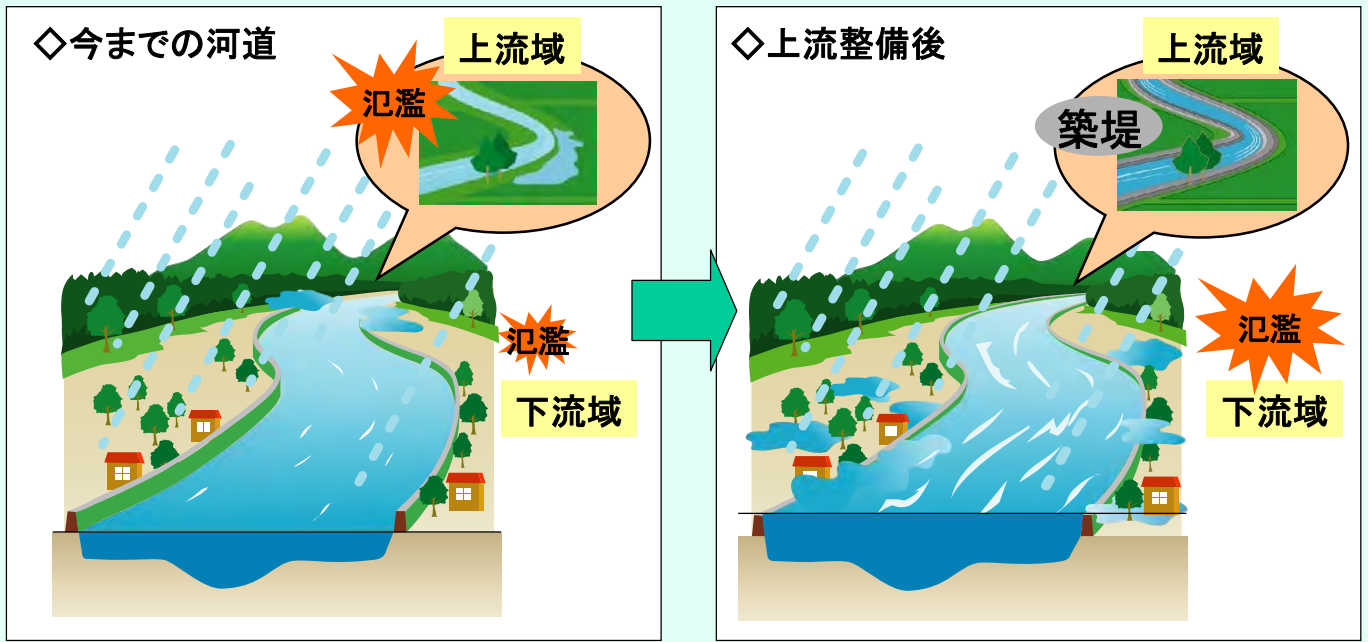 ◇今までの河道
上流域
氾濫
氾濫
下流域
◇上流整備後
上流域
築堤
氾濫
下流域